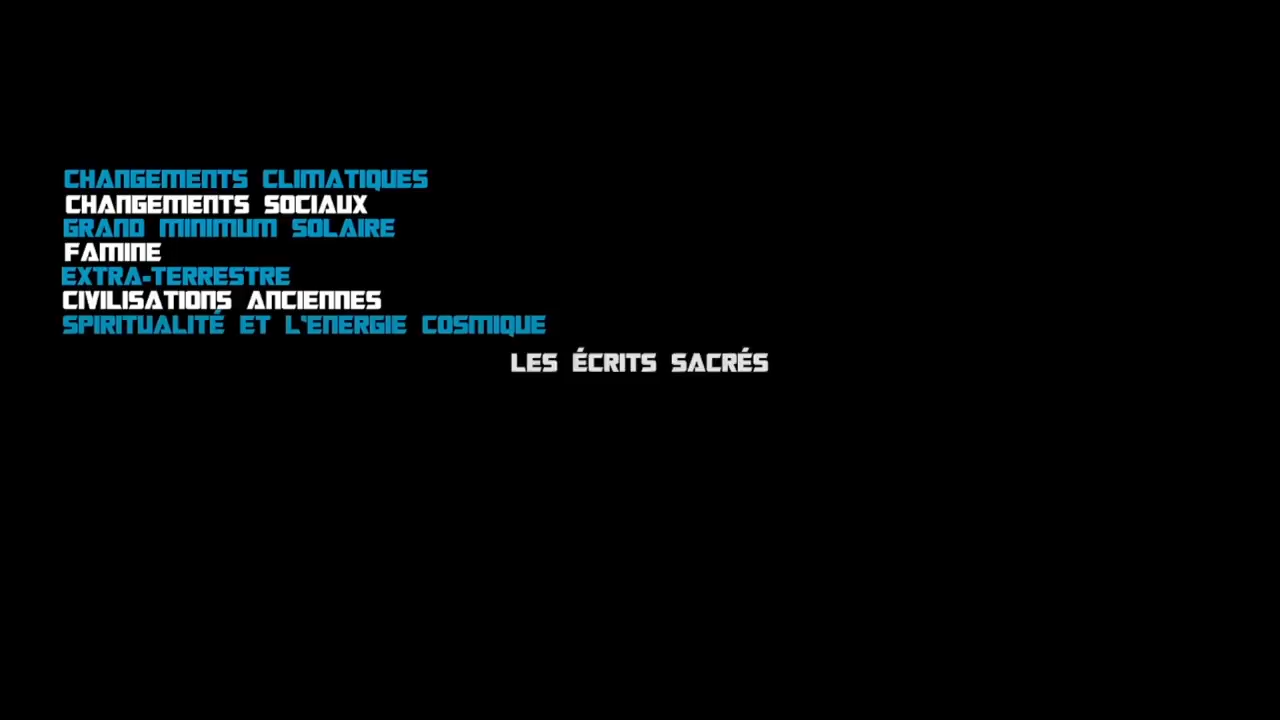 CHANGEMENTS CLIMATIQUES
CHANGEMENTS SOCIAUX
GRAND MINIMUM SOLAIRE
FAMINE
EXTRA-TERRESTRE
CIVILISATIONS ANCIENNES
SPIRITUALITÉ ET L'ENERGIE COSMIQUE
LES ÉCRITS SACRÉS